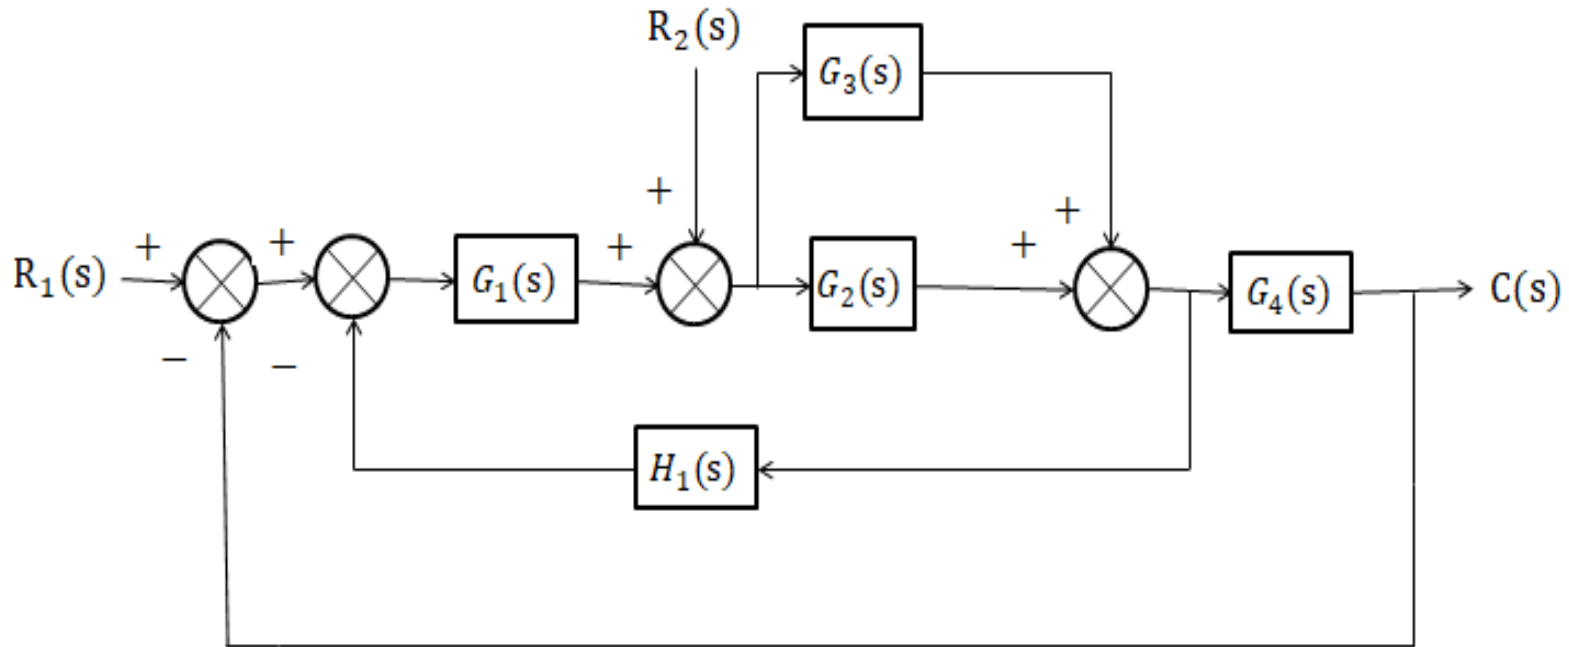 R₂(s)
G₃(s)
+
+
+
+
+
+
R₁(s)
G₁(s)
G₂(s)
G₄(s)
C(s)
−
−
H₁(s)